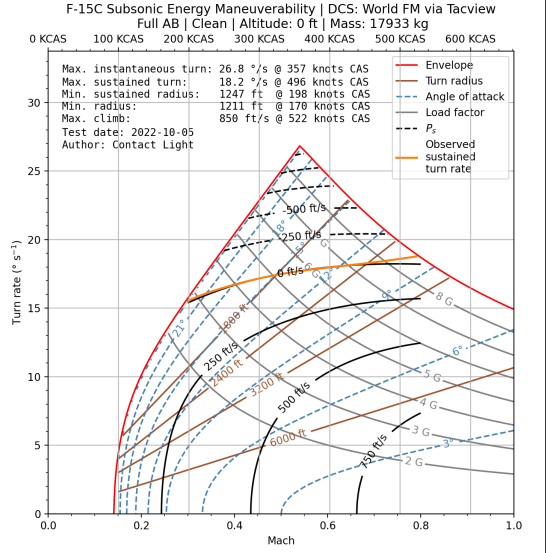 F-15C Subsonic Energy Maneuverability | DCS: World FM via Tacview
Full AB | Clean | Altitude: 0 ft | Mass: 17933 kg
0 KCAS 100 KCAS 200 KCAS 300 KCAS 400 KCAS 500 KCAS 600 KCAS
Max. instantaneous turn: 26.8 °/s @ 357 knots CAS
Max. sustained turn: 18.2 °/s @ 496 knots CAS
Min. sustained radius: 1247 ft @ 198 knots CAS
Min. radius: 1211 ft @ 170 knots CAS
Max. climb: 850 ft/s @ 522 knots CAS
Test date: 2022-10-05
Author: Contact Light
Envelope
Turn radius
Angle of attack
Load factor
Ps
Observed
sustained
turn rate
30
25
20
15
10
5
0
Turn rate (° s⁻¹)
-500 ft/s
-250 ft/s
0 ft/s
250 ft/s
500 ft/s
750 ft/s
1800 ft
2400 ft
3200 ft
6000 ft
21°
18°
12°
9°
6°
3°
8 G
6 G
5 G
4 G
3 G
2 G
0.0 0.2 0.4 0.6 0.8 1.0
Mach